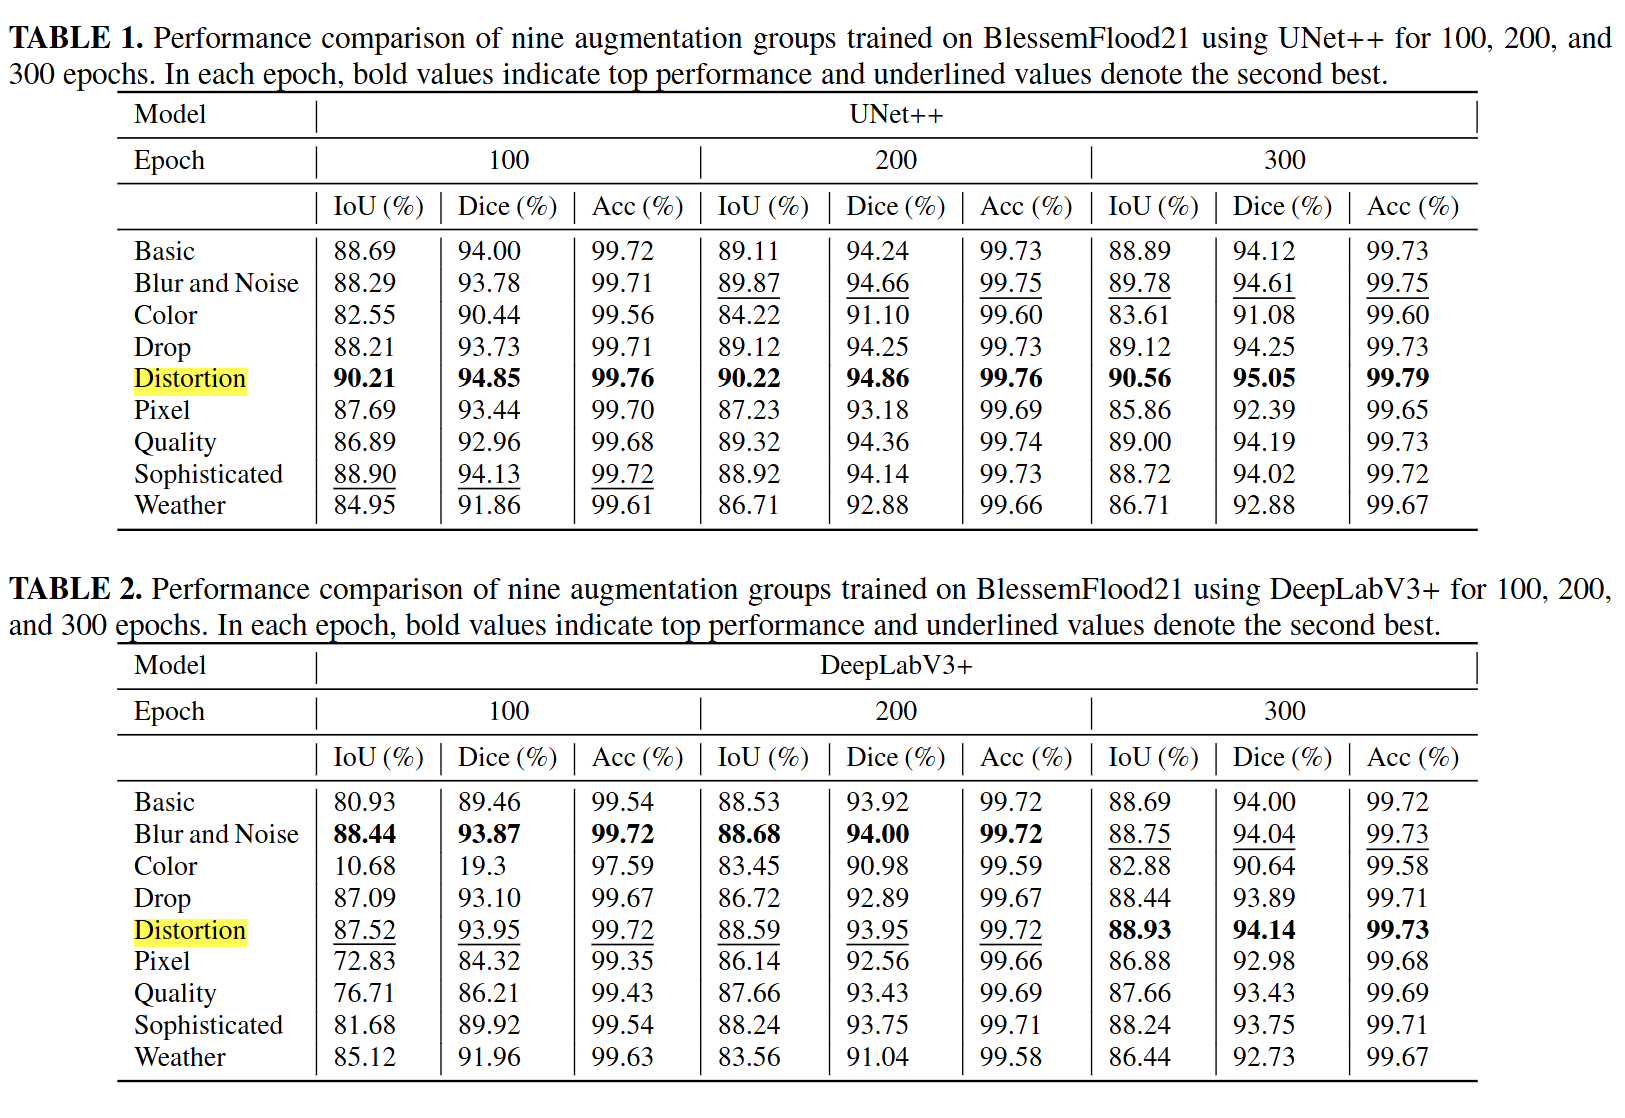 TABLE 1. Performance comparison of nine augmentation groups trained on BlessemFlood21 using UNet++ for 100, 200, and
300 epochs. In each epoch, bold values indicate top performance and underlined values denote the second best.
Model UNet++
Epoch 100 200 300
IoU (%) Dice (%) Acc (%) IoU (%) Dice (%) Acc (%) IoU (%) Dice (%) Acc (%)
Basic 88.69 94.00 99.72 89.11 94.24 99.73 88.89 94.12 99.73
Blur and Noise 88.29 93.78 99.71 89.87 94.66 99.75 89.78 94.61 99.75
Color 82.55 90.44 99.56 84.22 91.10 99.60 83.61 91.08 99.60
Drop 88.21 93.73 99.71 89.12 94.25 99.73 89.12 94.25 99.73
Distortion 90.21 94.85 99.76 90.22 94.86 99.76 90.56 95.05 99.79
Pixel 87.69 93.44 99.70 87.23 93.18 99.69 85.86 92.39 99.65
Quality 86.89 92.96 99.68 89.32 94.36 99.74 89.00 94.19 99.73
Sophisticated 88.90 94.13 99.72 88.92 94.14 99.73 88.72 94.02 99.72
Weather 84.95 91.86 99.61 86.71 92.88 99.66 86.71 92.88 99.67
TABLE 2. Performance comparison of nine augmentation groups trained on BlessemFlood21 using DeepLabV3+ for 100, 200,
and 300 epochs. In each epoch, bold values indicate top performance and underlined values denote the second best.
Model DeepLabV3+
Epoch 100 200 300
IoU (%) Dice (%) Acc (%) IoU (%) Dice (%) Acc (%) IoU (%) Dice (%) Acc (%)
Basic 80.93 89.46 99.54 88.53 93.92 99.72 88.69 94.00 99.72
Blur and Noise 88.44 93.87 99.72 88.68 94.00 99.72 88.75 94.04 99.73
Color 10.68 19.3 97.59 83.45 90.98 99.59 82.88 90.64 99.58
Drop 87.09 93.10 99.67 86.72 92.89 99.67 88.44 93.89 99.71
Distortion 87.52 93.95 99.72 88.59 93.95 99.72 88.93 94.14 99.73
Pixel 72.83 84.32 99.35 86.14 92.56 99.66 86.88 92.98 99.68
Quality 76.71 86.21 99.43 87.66 93.43 99.69 87.66 93.43 99.69
Sophisticated 81.68 89.92 99.54 88.24 93.75 99.71 88.24 93.75 99.71
Weather 85.12 91.96 99.63 83.56 91.04 99.58 86.44 92.73 99.67